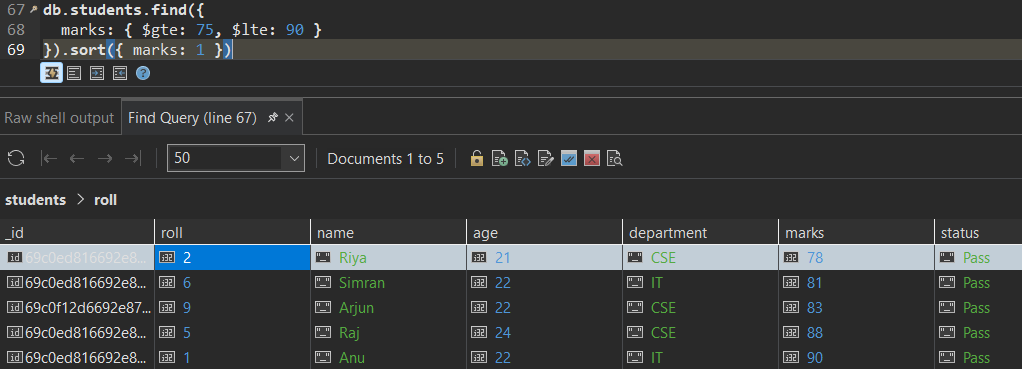 67 db.students.find({
68 marks: { $gte: 75, $lte: 90 }
69 }).sort({ marks: 1 })
Raw shell output Find Query (line 67)
50 Documents 1 to 5
students > roll
_id roll name age department marks status
69c0ed816692e8... 2 Riya 21 CSE 78 Pass
69c0ed816692e8... 6 Simran 22 IT 81 Pass
69c0f12d6692e87... 9 Arjun 22 CSE 83 Pass
69c0ed816692e8... 5 Raj 24 CSE 88 Pass
69c0ed816692e8... 1 Anu 22 IT 90 Pass